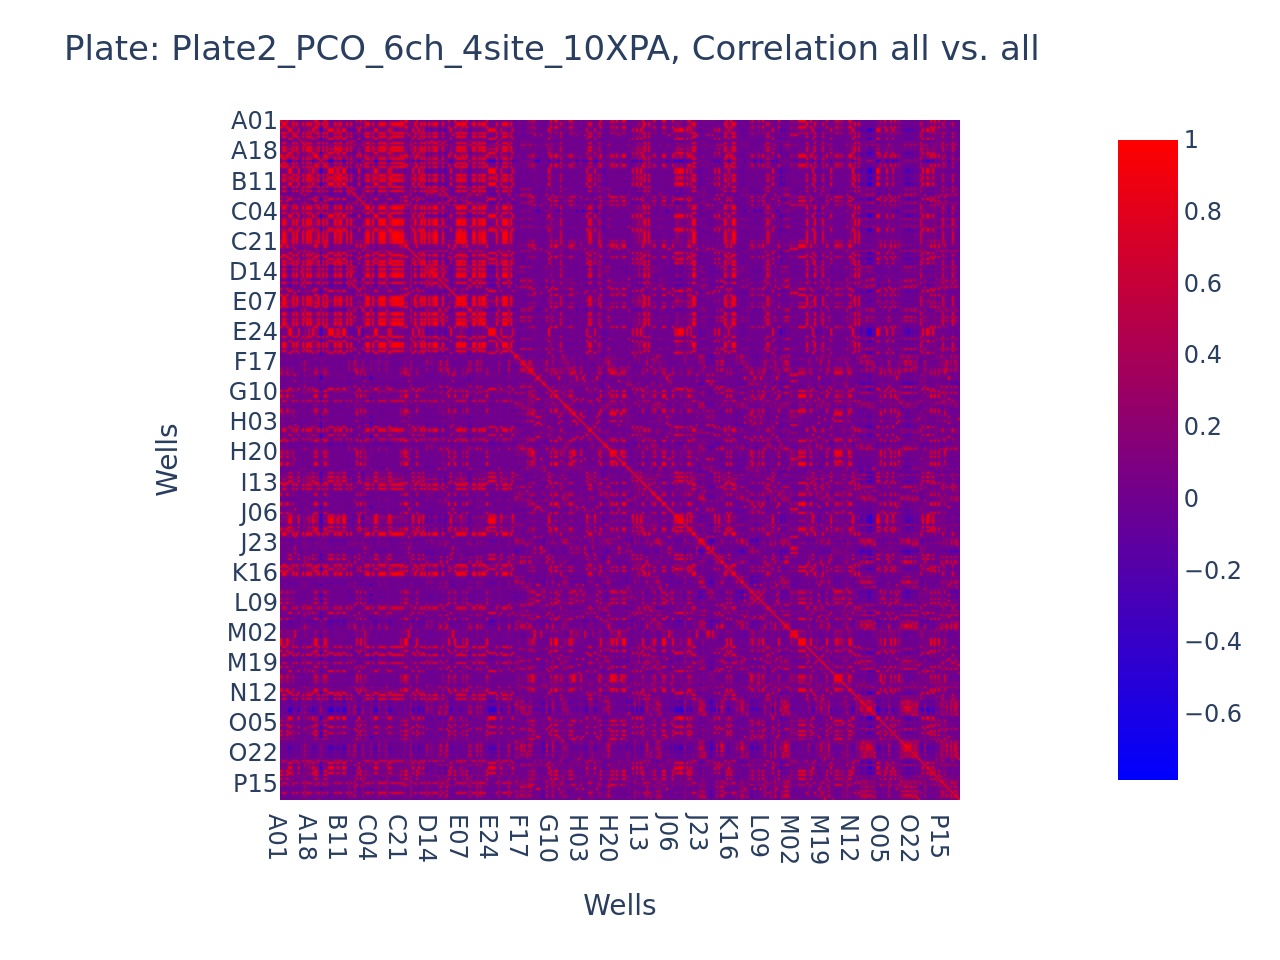 Plate: Plate2_PCO_6ch_4site_10XPA, Correlation all vs. all
A01
A18
B11
C04
C21
D14
E07
E24
F17
G10
H03
H20
I13
J06
J23
K16
L09
M02
M19
N12
O05
O22
P15
Wells
A01
A18
B11
C04
C21
D14
E07
E24
F17
G10
H03
H20
I13
J06
J23
K16
L09
M02
M19
N12
O05
O22
P15
Wells
1
0.8
0.6
0.4
0.2
0
−0.2
−0.4
−0.6